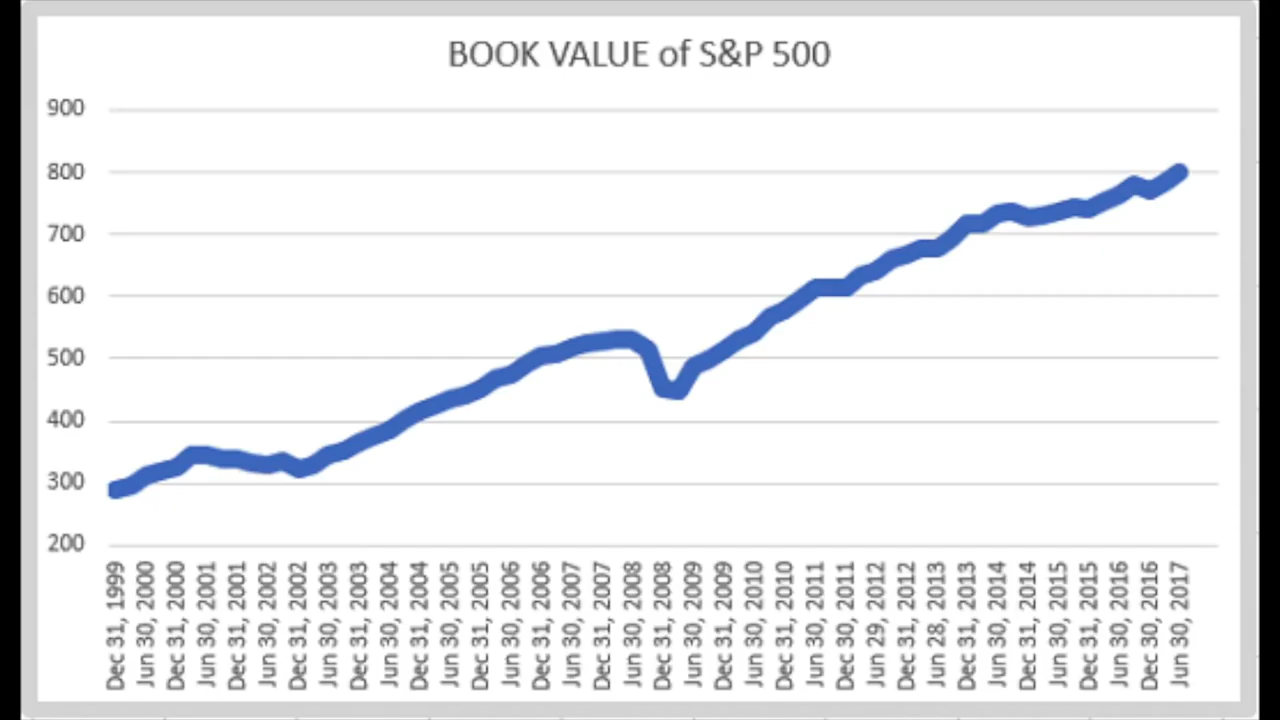 BOOK VALUE of S&P 500
900
800
700
600
500
400
300
200
Dec 31, 1999
Jun 30, 2000
Dec 31, 2000
Jun 30, 2001
Dec 31, 2001
Jun 30, 2002
Dec 31, 2002
Jun 30, 2003
Dec 31, 2003
Jun 30, 2004
Dec 31, 2004
Jun 30, 2005
Dec 31, 2005
Jun 30, 2006
Dec 31, 2006
Jun 30, 2007
Dec 31, 2007
Jun 30, 2008
Dec 31, 2008
Jun 30, 2009
Dec 31, 2009
Jun 30, 2010
Dec 31, 2010
Jun 30, 2011
Dec 30, 2011
Jun 29, 2012
Dec 31, 2012
Jun 28, 2013
Dec 31, 2013
Jun 30, 2014
Dec 31, 2014
Jun 30, 2015
Dec 31, 2015
Jun 30, 2016
Dec 30, 2016
Jun 30, 2017